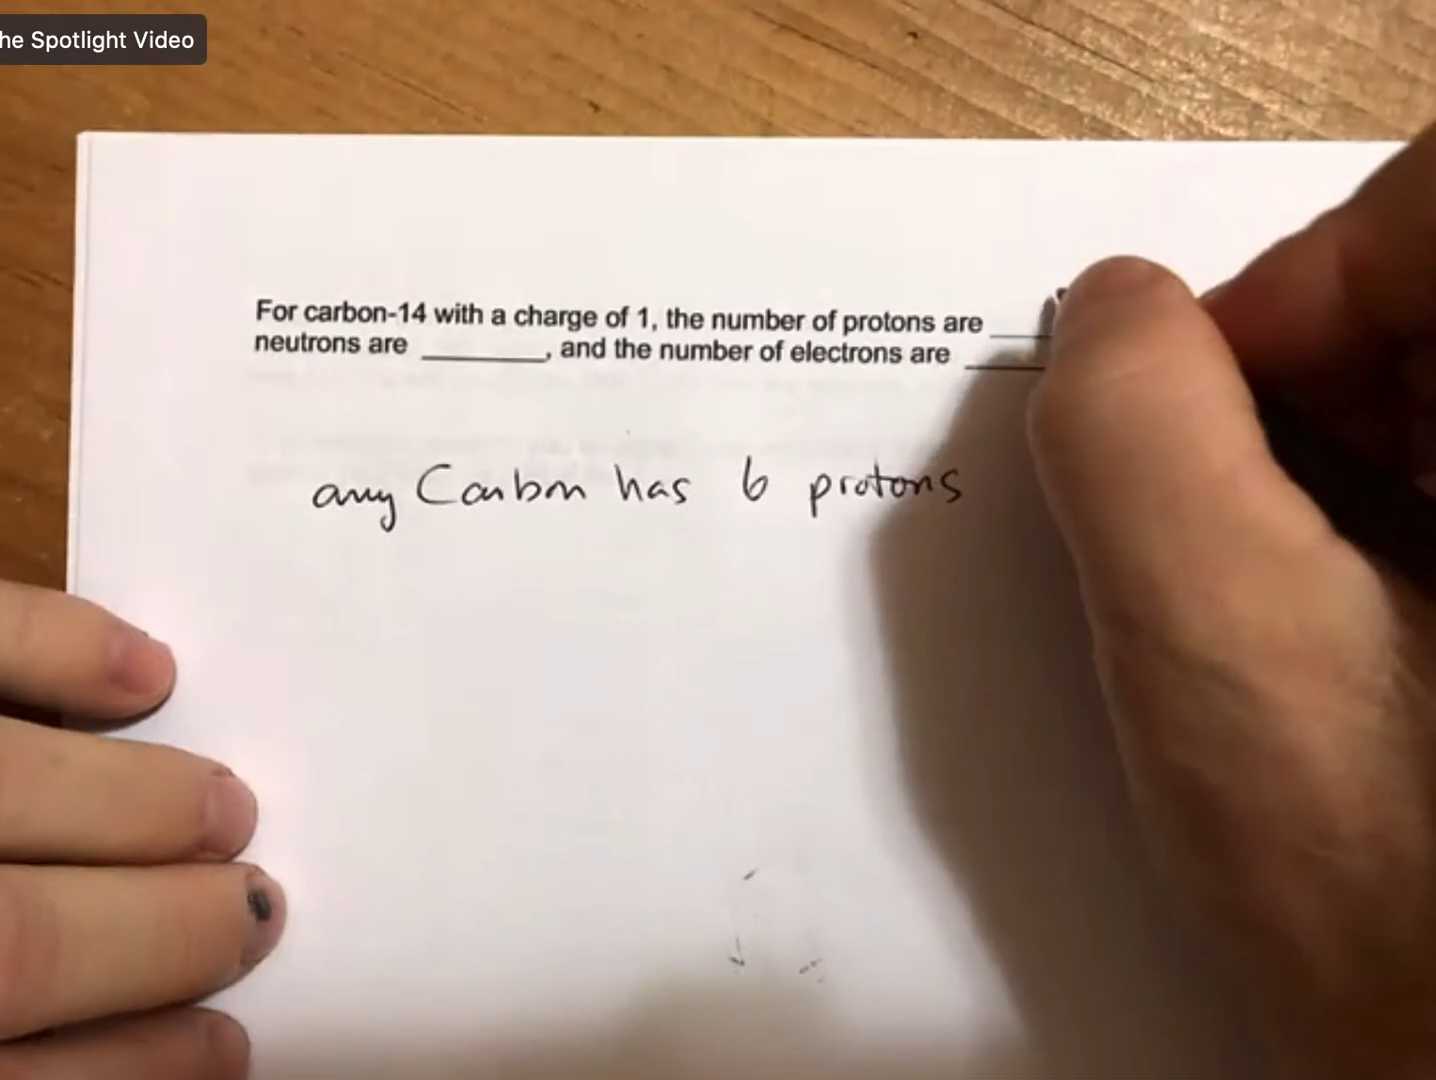 he Spotlight Video
For carbon-14 with a charge of 1, the number of protons are
neutrons are ________, and the number of electrons are
any Carbon has 6 protons